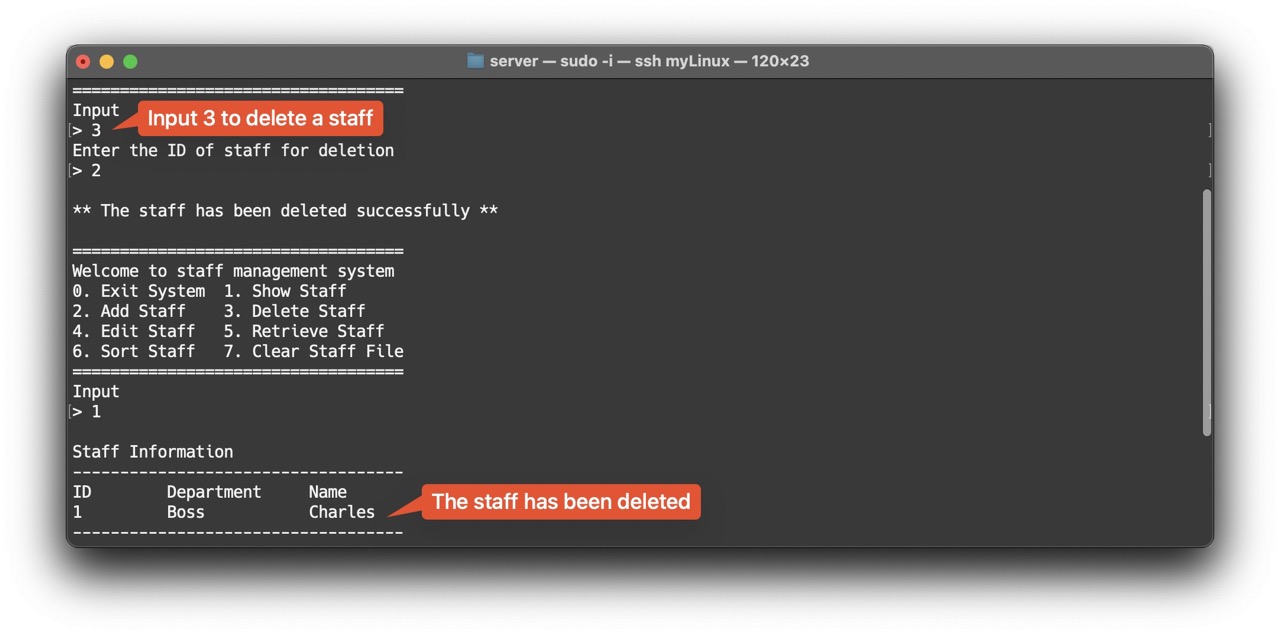 server — sudo -i — ssh myLinux — 120×23
===================================
Input
[> 3 ]
Input 3 to delete a staff
Enter the ID of staff for deletion
[> 2 ]
** The staff has been deleted successfully **
===================================
Welcome to staff management system
0. Exit System  1. Show Staff
2. Add Staff    3. Delete Staff
4. Edit Staff   5. Retrieve Staff
6. Sort Staff   7. Clear Staff File
===================================
Input
[> 1 ]
Staff Information
-----------------------------------
ID        Department     Name
1         Boss           Charles
The staff has been deleted
-----------------------------------